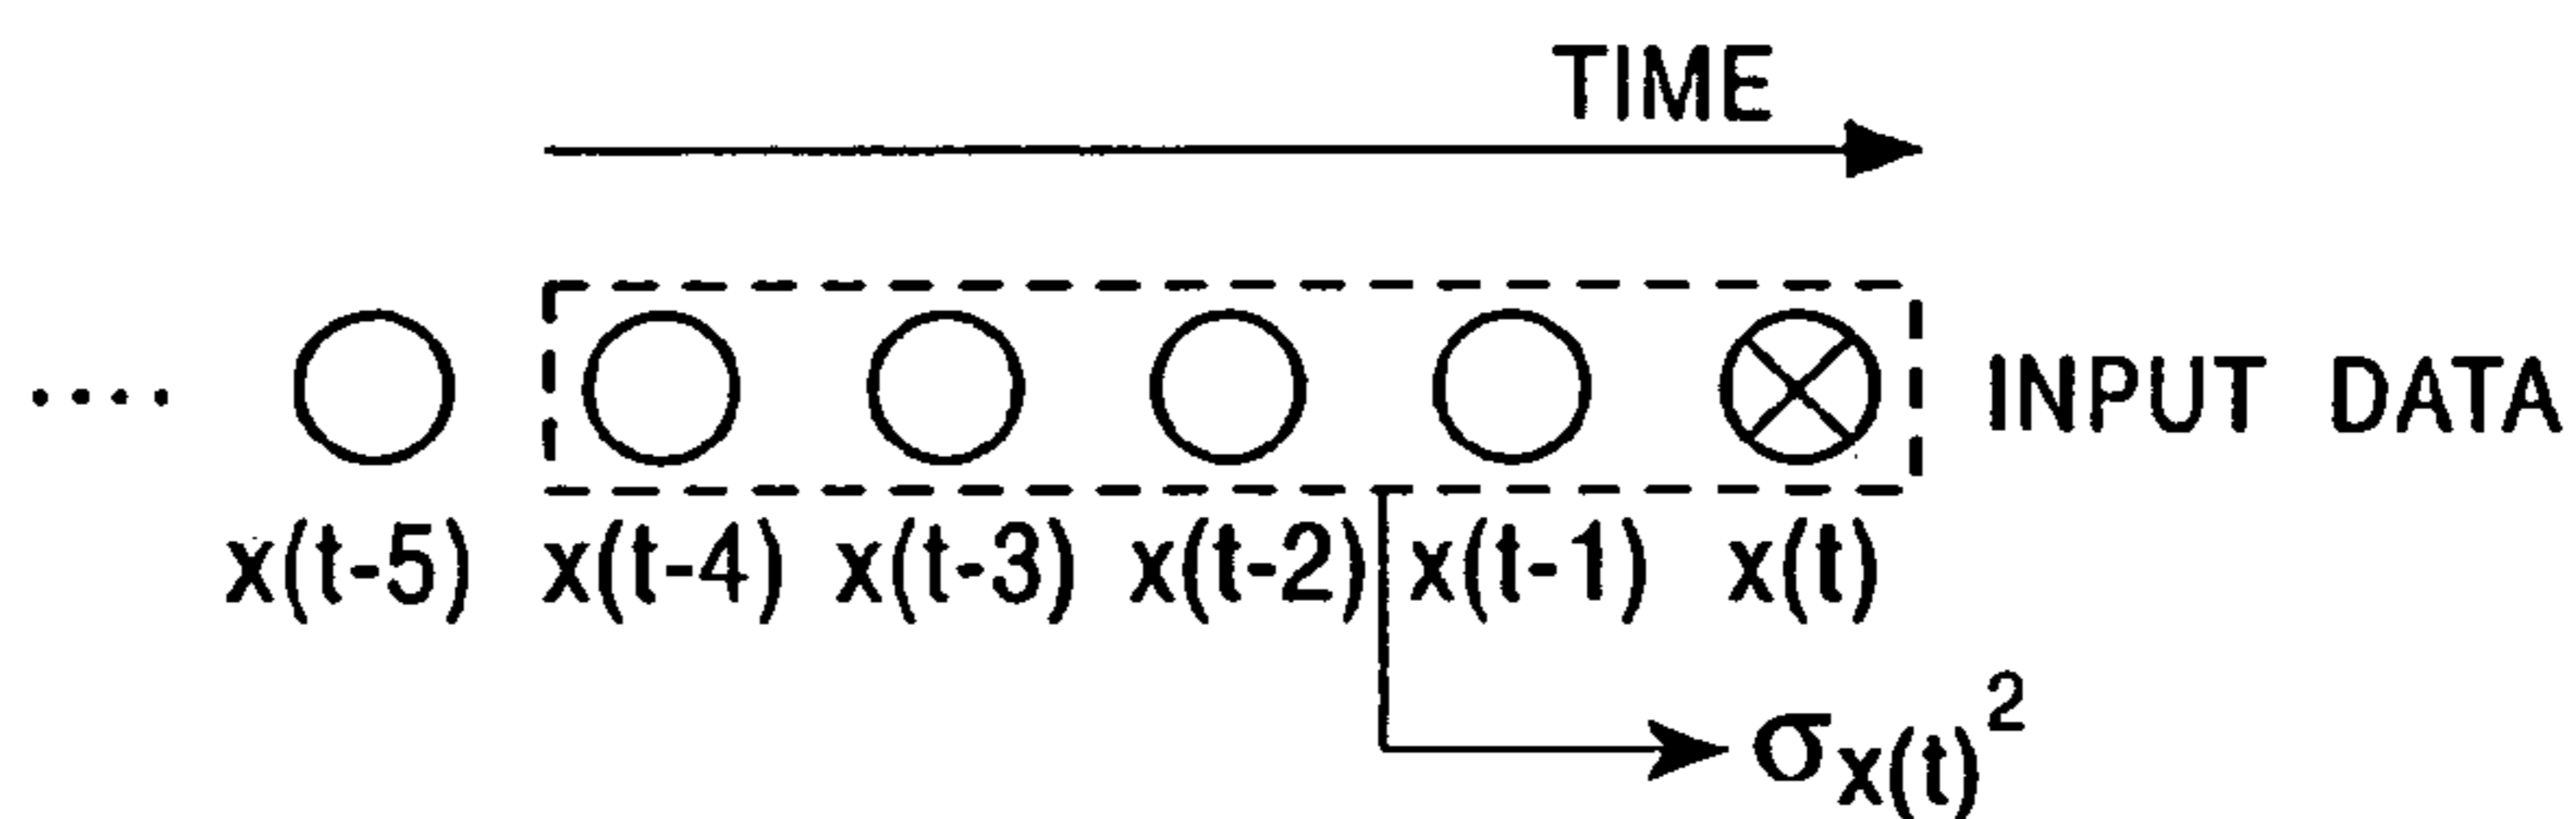 TIME
.... INPUT DATA
x(t-5) x(t-4) x(t-3) x(t-2) x(t-1) x(t)
σx(t)²